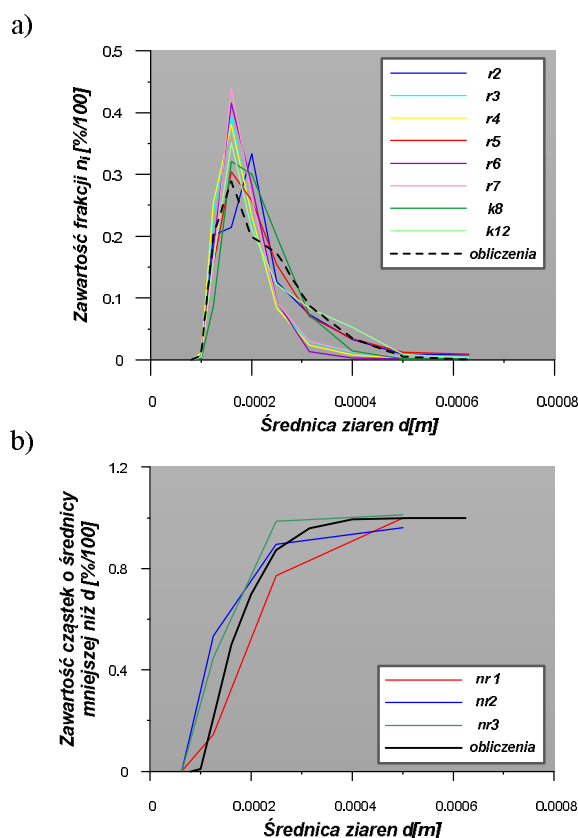 a)
Zawartość frakcji ni[%/100]
0.5
0.4
0.3
0.2
0.1
0
r2
r3
r4
r5
r6
r7
k8
k12
obliczenia
0
0.0002
0.0004
0.0006
0.0008
Średnica ziaren d[m]
b)
Zawartość cząstek o średnicy
mniejszej niż d [%/100]
1.2
0.8
0.4
0
nr1
nr2
nr3
obliczenia
0
0.0002
0.0004
0.0006
0.0008
Średnica ziaren d[m]